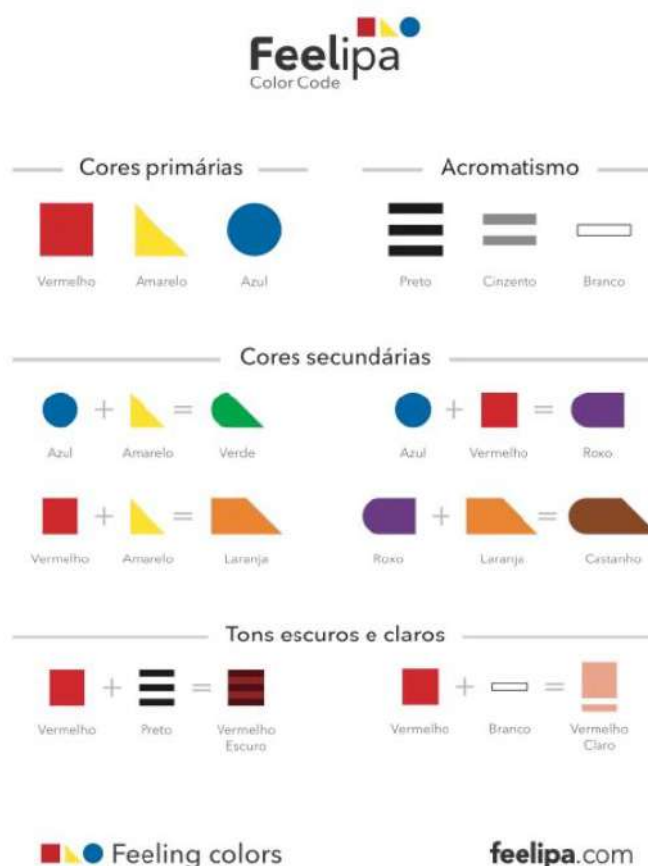 Feelipa
Color Code
Cores primárias
Acromatismo
Vermelho Amarelo Azul
Preto Cinzento Branco
Cores secundárias
Azul + Amarelo = Verde
Azul + Vermelho = Roxo
Vermelho + Amarelo = Laranja
Roxo + Laranja = Castanho
Tons escuros e claros
Vermelho + Preto = Vermelho
Escuro
Vermelho + Branco = Vermelho
Claro
Feeling colors
feelipa.com